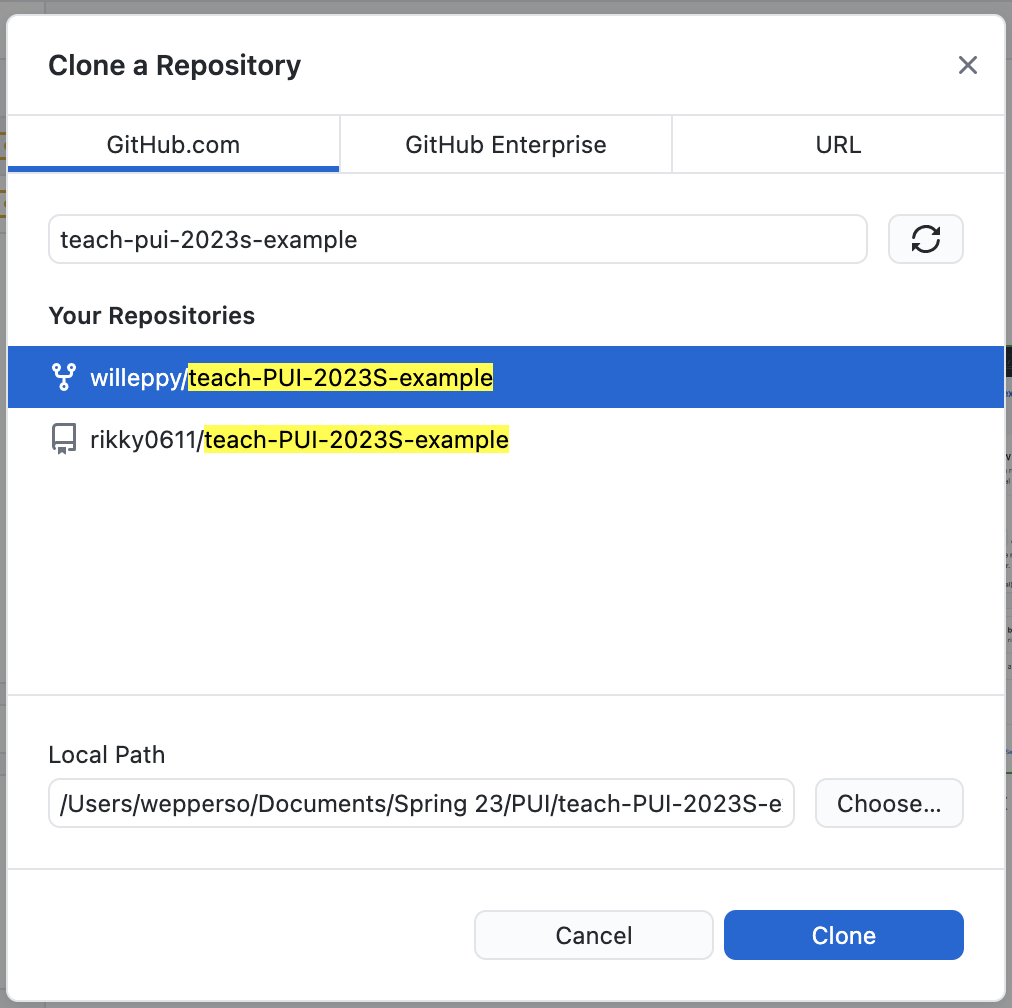 Clone a Repository
GitHub.com
GitHub Enterprise
URL
teach-pui-2023s-example
Your Repositories
willeppy/teach-PUI-2023S-example
rikky0611/teach-PUI-2023S-example
Local Path
/Users/wepperso/Documents/Spring 23/PUI/teach-PUI-2023S-e
Choose...
Cancel
Clone